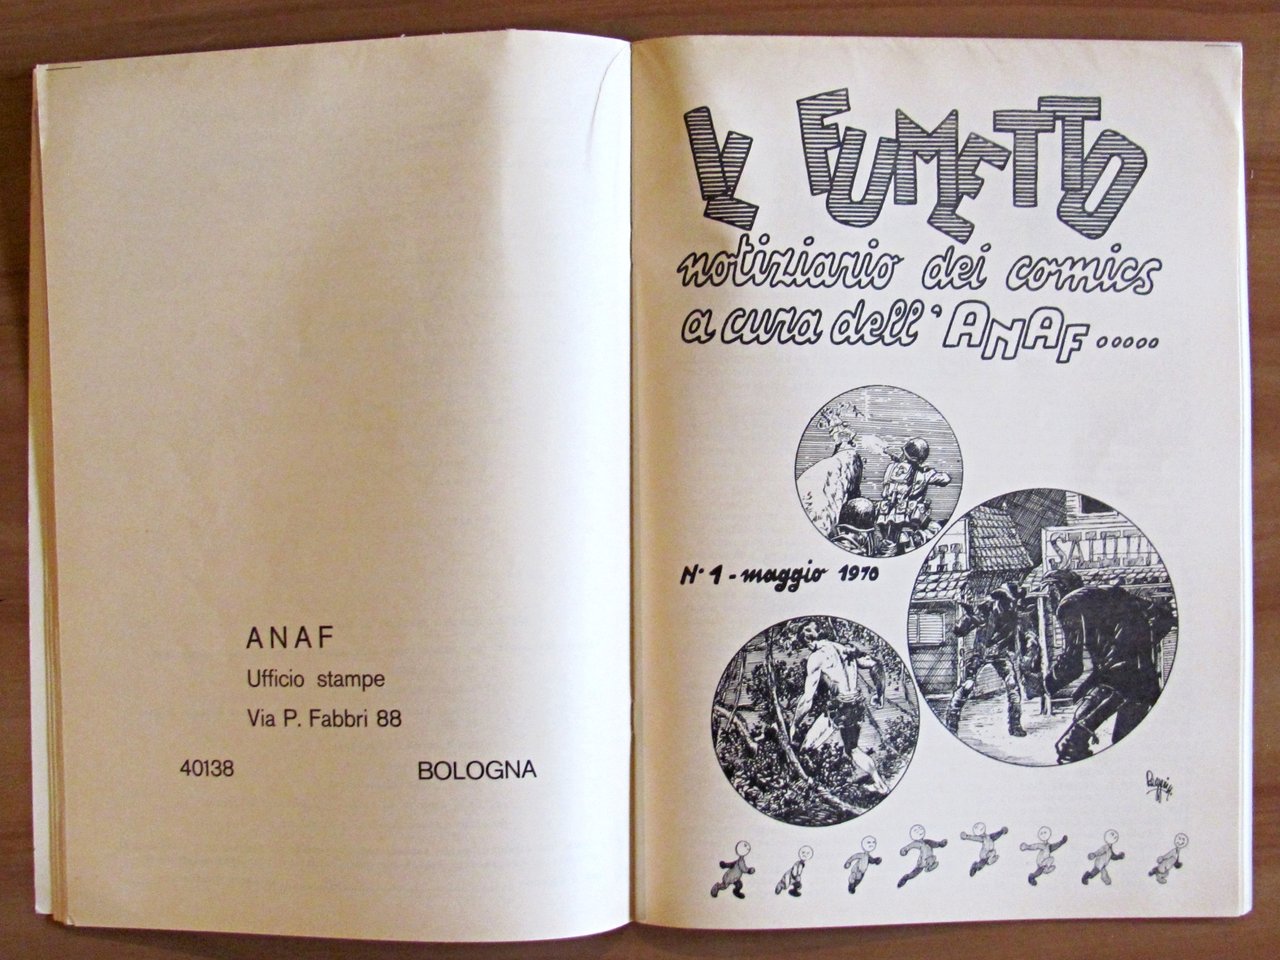 ANAF
Ufficio stampe
Via P. Fabbri 88
40138 BOLOGNA
IL FUMETTO
notiziario dei comics
a cura dell'ANAF.....
N° 1 - maggio 1970